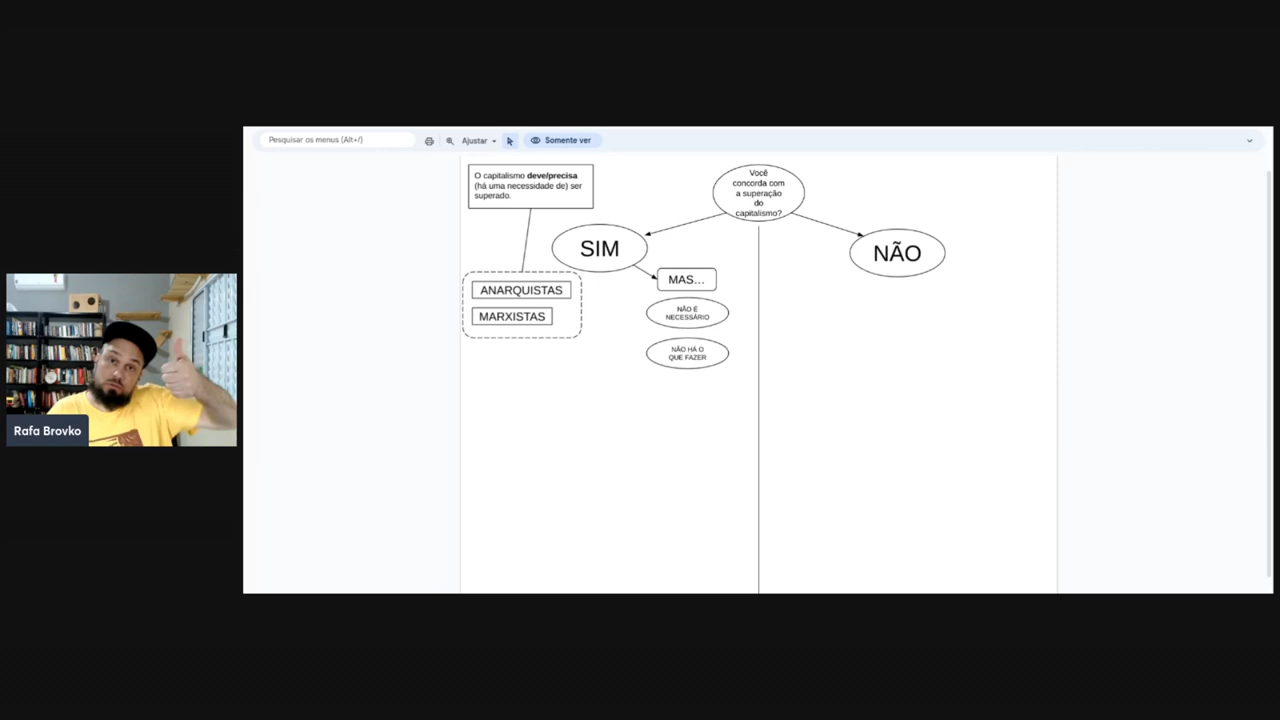 Pesquisar os menus (Alt+/)
Ajustar
Somente ver
O capitalismo deve/precisa
(há uma necessidade de) ser
superado.
Você
concorda com
a superação
do
capitalismo?
SIM
NÃO
MAS...
ANARQUISTAS
MARXISTAS
NÃO É
NECESSÁRIO
NÃO HÁ O
QUE FAZER
Rafa Brovko